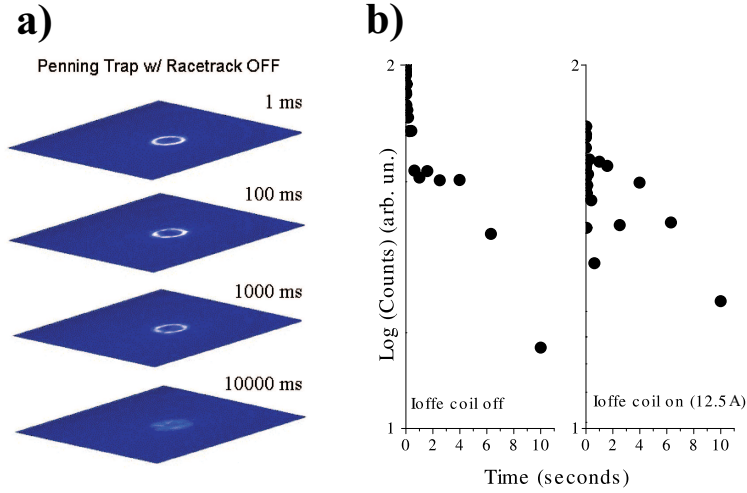 a)
Penning Trap w/ Racetrack OFF
1 ms
100 ms
1000 ms
10000 ms
b)
Log (Counts) (arb. un.)
2
1
Ioffe coil off
0 2 4 6 8 10
2
1
Ioffe coil on (12.5A)
0 2 4 6 8 10
Time (seconds)